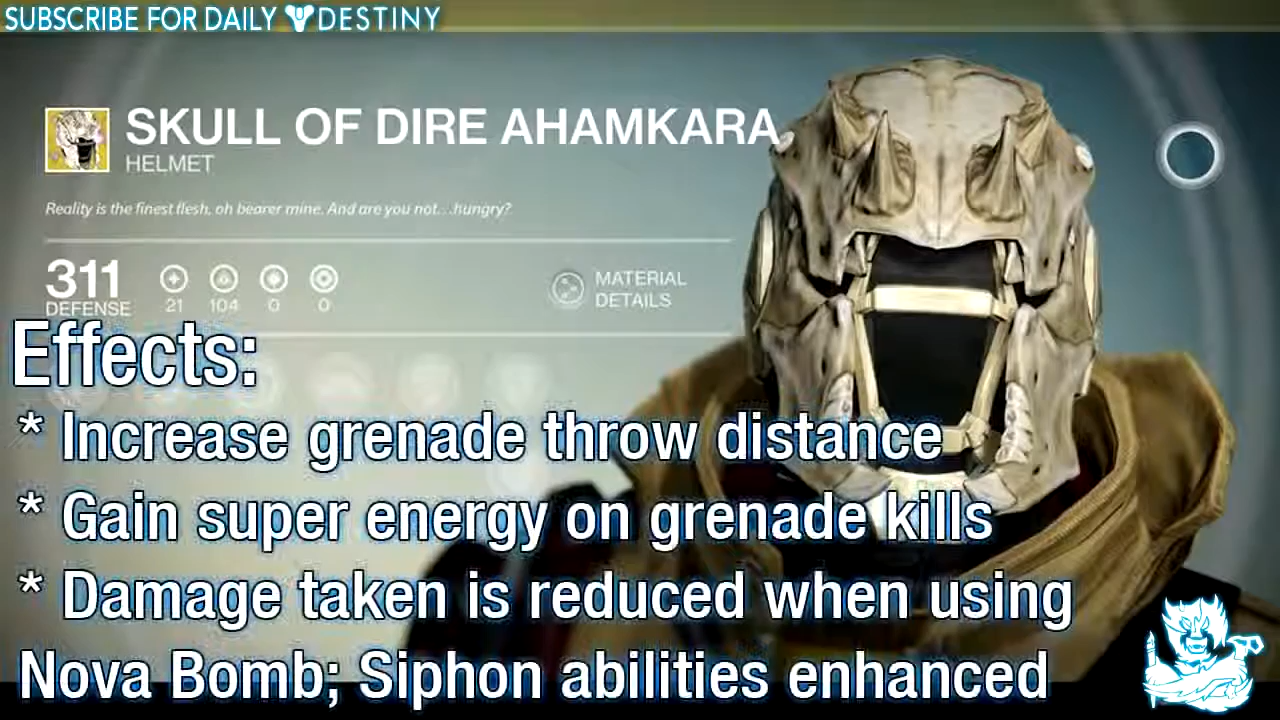 SUBSCRIBE FOR DAILY DESTINY
SKULL OF DIRE AHAMKARA
HELMET
Reality is the finest flesh, oh bearer mine. And are you not...hungry?
311
DEFENSE
21 104 0 0
MATERIAL
DETAILS
Effects:
* Increase grenade throw distance
* Gain super energy on grenade kills
* Damage taken is reduced when using
Nova Bomb; Siphon abilities enhanced